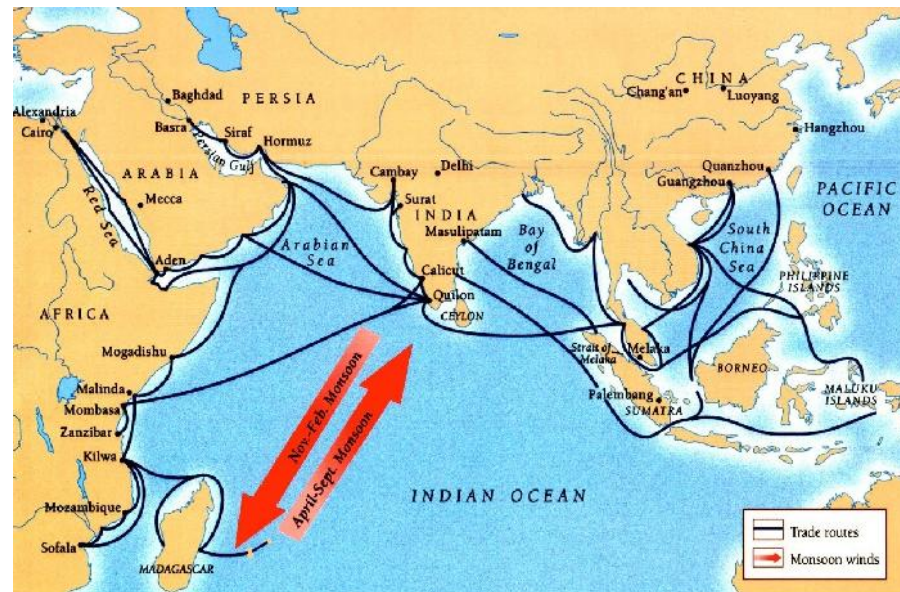 CHINA
Chang'an
Luoyang
Baghdad
PERSIA
Alexandria
Cairo
Basra
Siraf
Hormuz
Persian Gulf
Hangzhou
Delhi
Quanzhou
Cambay
Guangzhou
ARABIA
Mecca
Red Sea
Surat
INDIA
Masulipatam
PACIFIC
OCEAN
Bay
of
Bengal
South
China
Sea
Arabian
Sea
Aden
Calicut
Quilon
CEYLON
PHILIPPINE
ISLANDS
AFRICA
Mogadishu
Strait of
Melaka
Melaka
BORNEO
Malinda
Mombasa
Palembang
SUMATRA
MALUKU
ISLANDS
Zanzibar
Nov.-Feb. Monsoon
April-Sept. Monsoon
Kilwa
INDIAN OCEAN
Mozambique
Sofala
MADAGASCAR
Trade routes
Monsoon winds